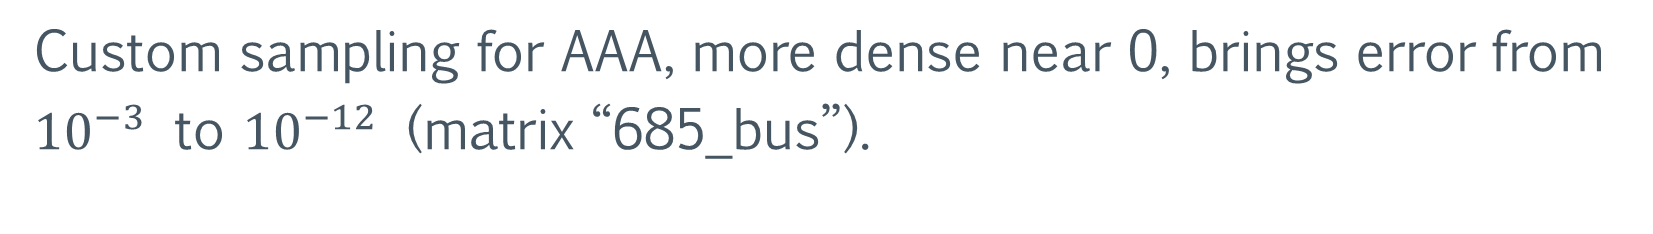 Custom sampling for AAA, more dense near 0, brings error from
10⁻³ to 10⁻¹² (matrix “685_bus”).